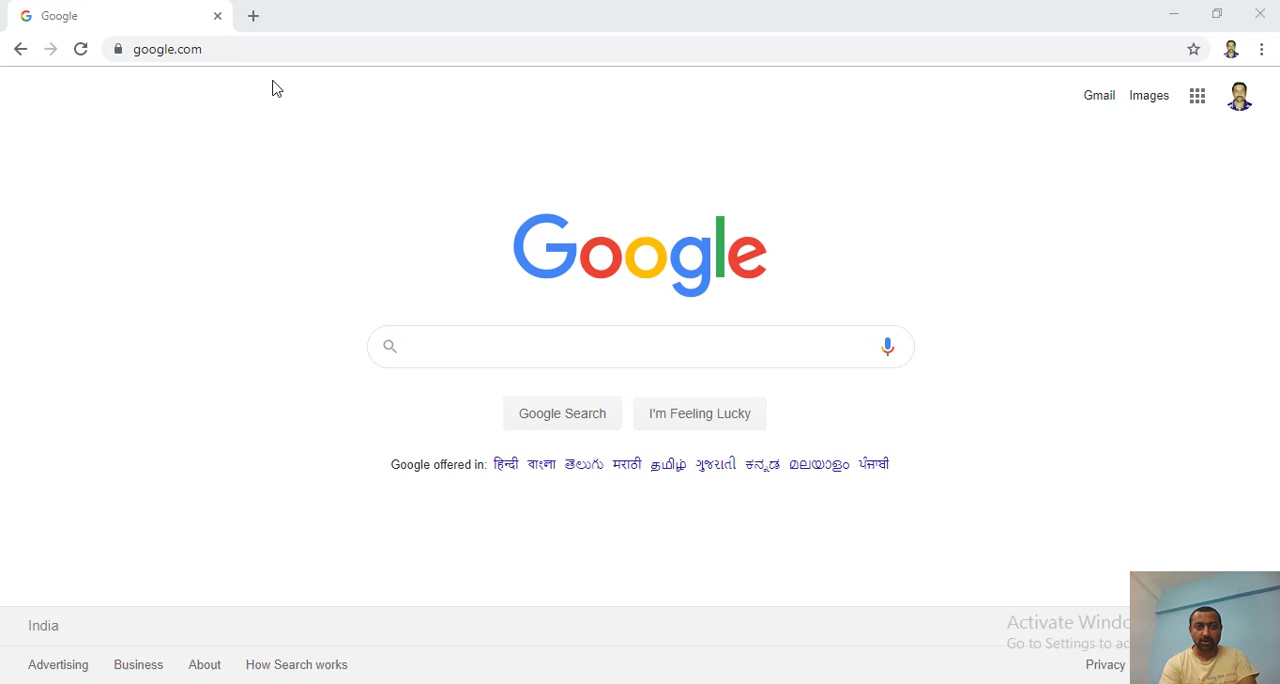 Google
google.com
Gmail Images
Google
Google Search I'm Feeling Lucky
Google offered in: हिन्दी বাংলা తెలుగు मराठी தமிழ் ગુજરાતી ಕನ್ನಡ മലയാളം ਪੰਜਾਬੀ
India
Activate Windo
Go to Settings to ac
Advertising Business About How Search works Privacy